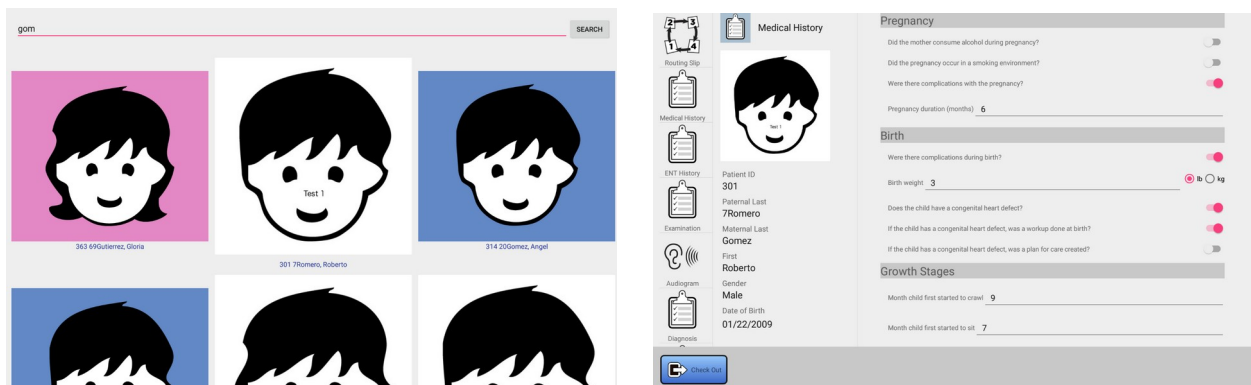 gom
SEARCH
Test 1
363 69Gutierrez, Gloria
301 7Romero, Roberto
314 20Gomez, Angel
Routing Slip
Medical History
ENT History
Examination
Audiogram
Diagnosis
Medical History
Test 1
Patient ID
301
Paternal Last
7Romero
Maternal Last
Gomez
First
Roberto
Gender
Male
Date of Birth
01/22/2009
Pregnancy
Did the mother consume alcohol during pregnancy?
Did the pregnancy occur in a smoking environment?
Were there complications with the pregnancy?
Pregnancy duration (months) 6
Birth
Were there complications during birth?
Birth weight 3 lb kg
Does the child have a congenital heart defect?
If the child has a congenital heart defect, was a workup done at birth?
If the child has a congenital heart defect, was a plan for care created?
Growth Stages
Month child first started to crawl 9
Month child first started to sit 7
Check Out
1
2
3
4